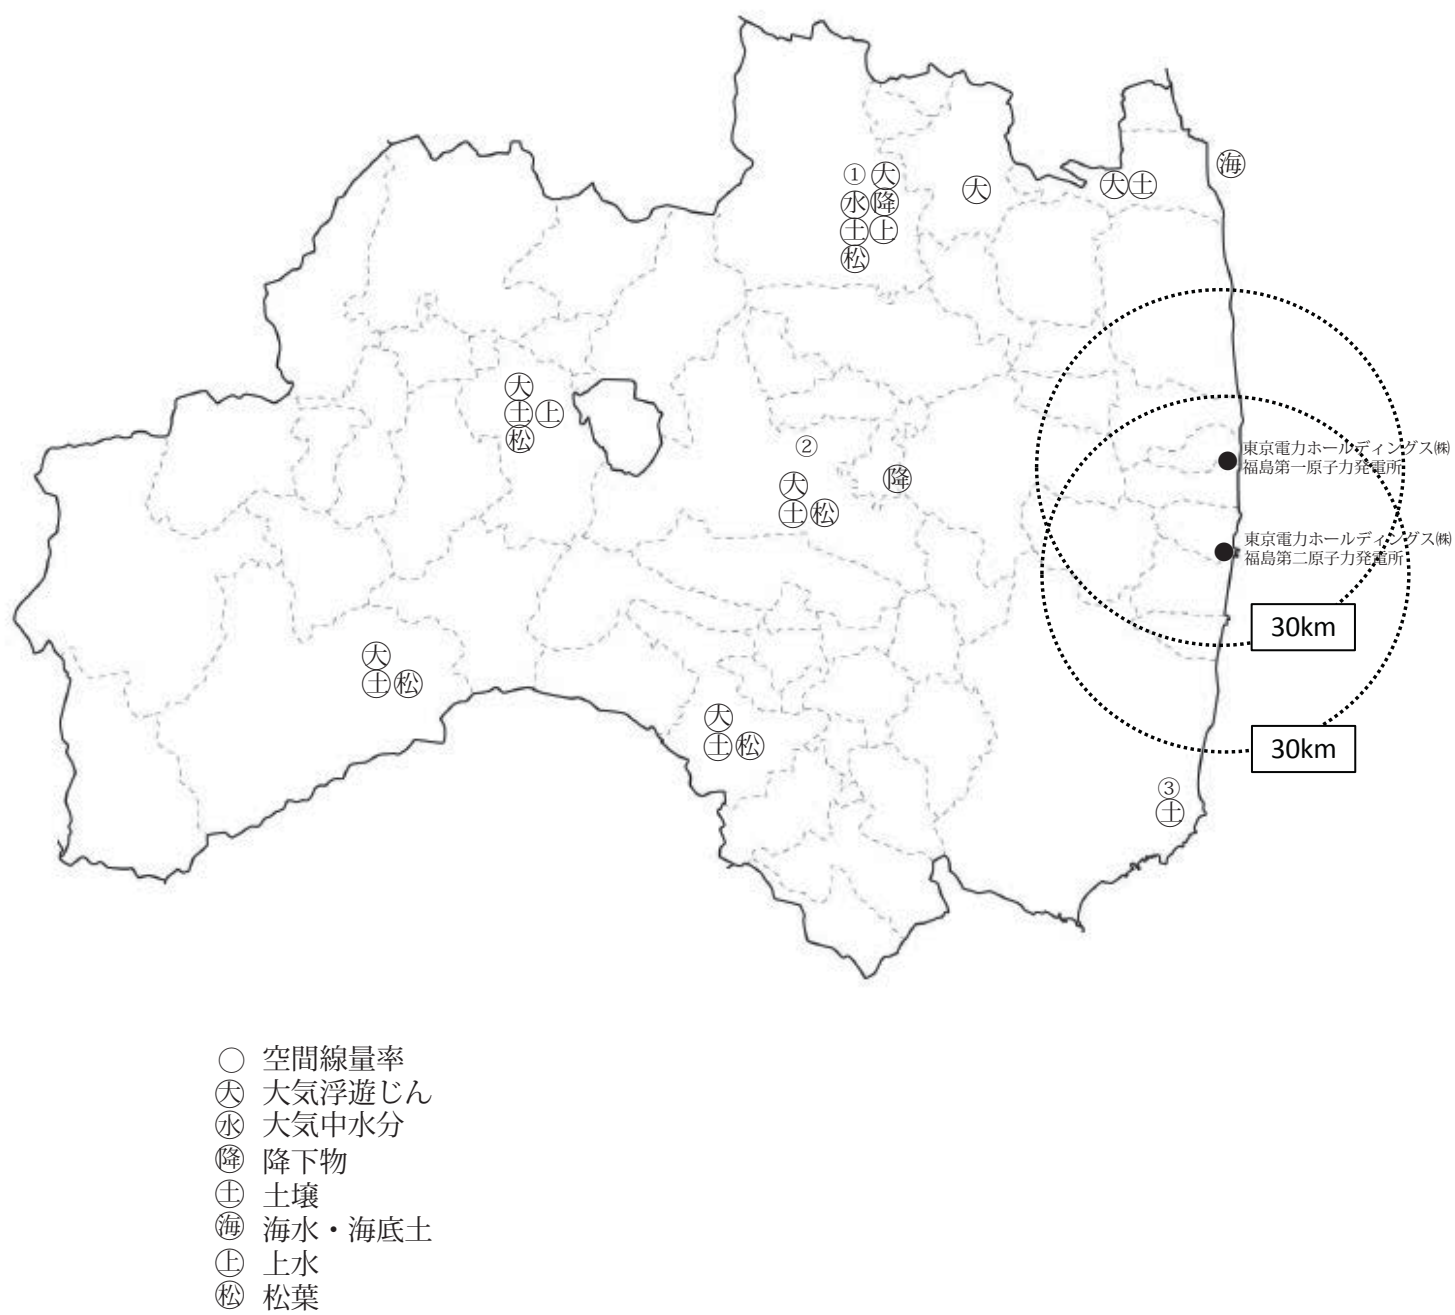 海
① 大
水 降
土 上
松
大
大 土
大
土 上
松
②
大
土 松
降
東京電力ホールディングス㈱
福島第一原子力発電所
東京電力ホールディングス㈱
福島第二原子力発電所
30km
30km
大
土 松
大
土 松
③
土
○ 空間線量率
大 大気浮遊じん
水 大気中水分
降 降下物
土 土壌
海 海水・海底土
上 上水
松 松葉